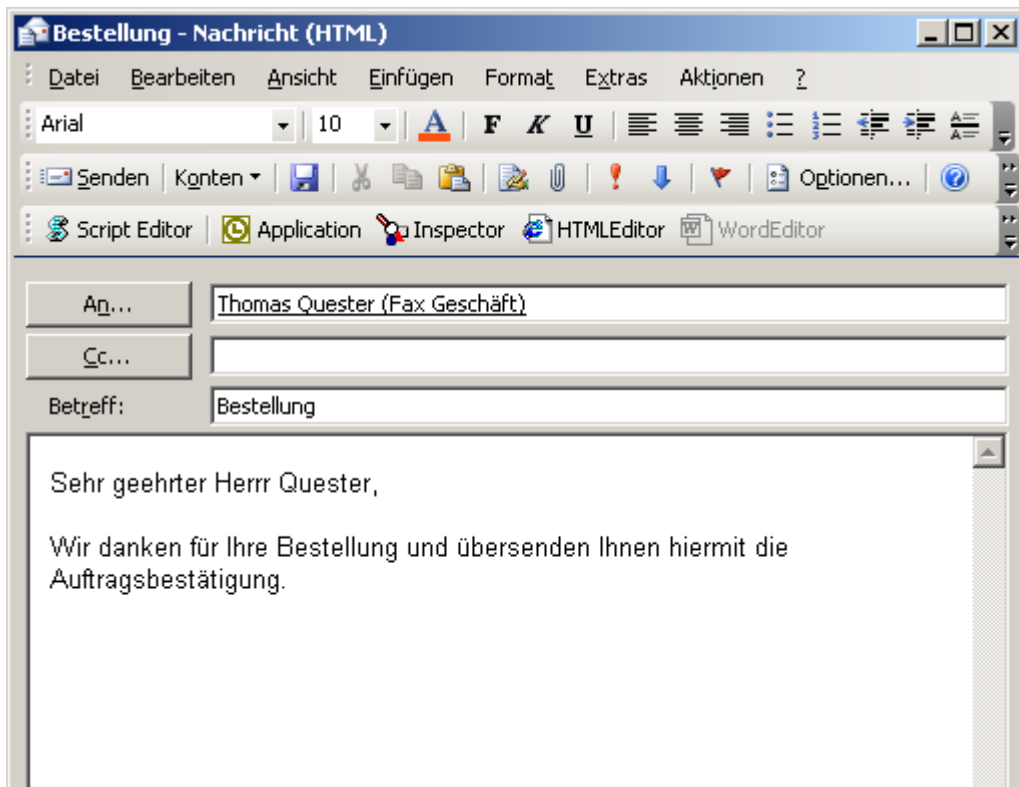 Bestellung - Nachricht (HTML)
Datei Bearbeiten Ansicht Einfügen Format Extras Aktionen ?
Arial 10 A F K U
Senden Konten Optionen...
Script Editor Application Inspector HTMLEditor WordEditor
An... Thomas Quester (Fax Geschäft)
Cc...
Betreff: Bestellung
Sehr geehrter Herrr Quester,
Wir danken für Ihre Bestellung und übersenden Ihnen hiermit die
Auftragsbestätigung.